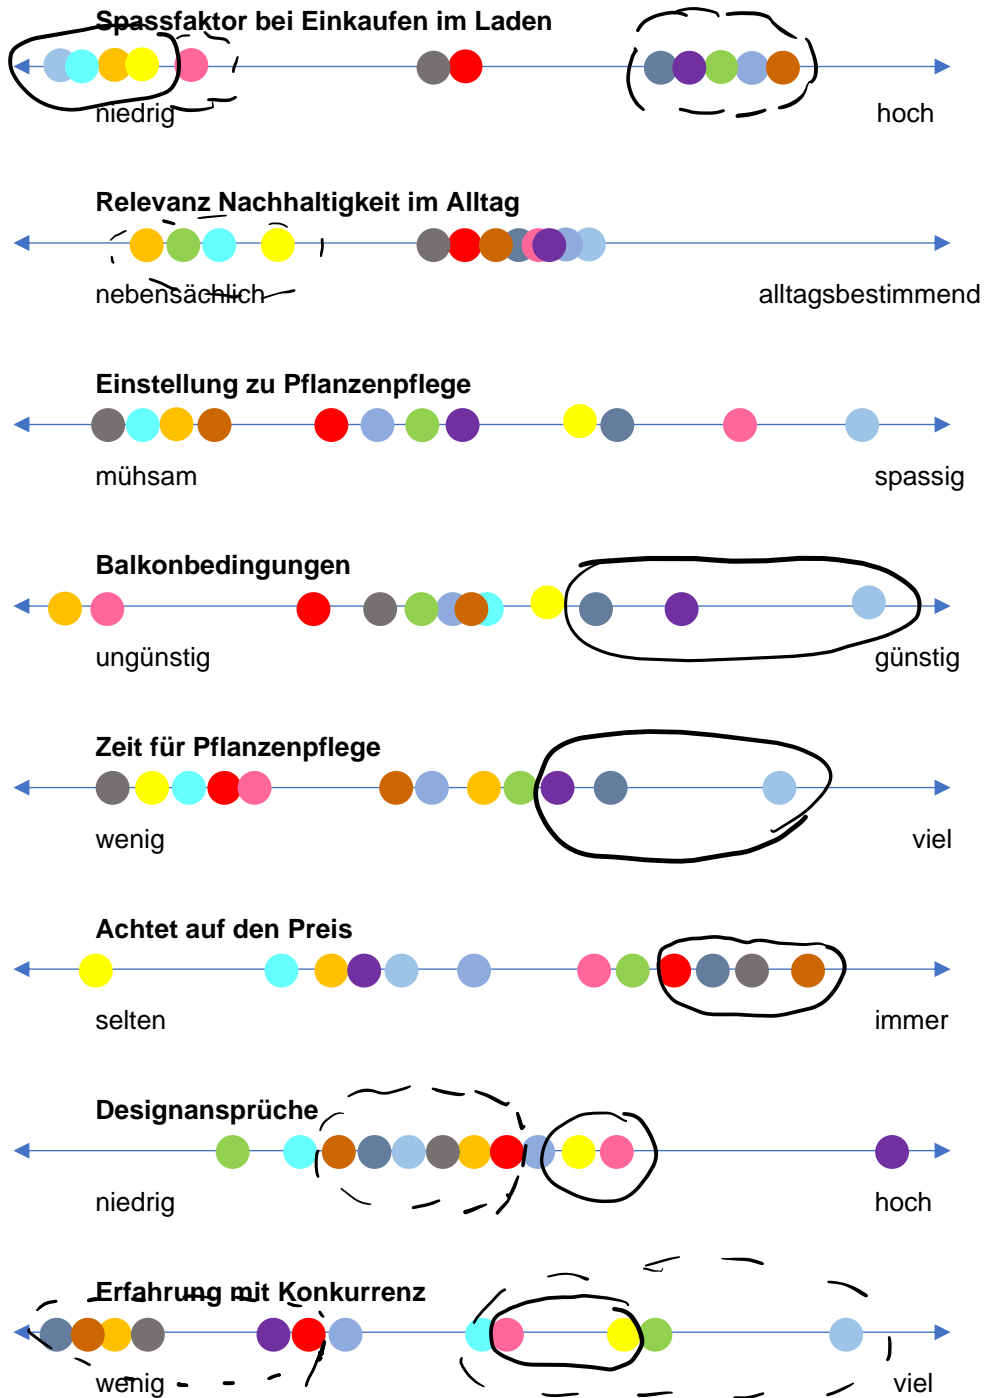 Spassfaktor bei Einkaufen im Laden
niedrig hoch
Relevanz Nachhaltigkeit im Alltag
nebensächlich alltagsbestimmend
Einstellung zu Pflanzenpflege
mühsam spassig
Balkonbedingungen
ungünstig günstig
Zeit für Pflanzenpflege
wenig viel
Achtet auf den Preis
selten immer
Designansprüche
niedrig hoch
Erfahrung mit Konkurrenz
wenig viel